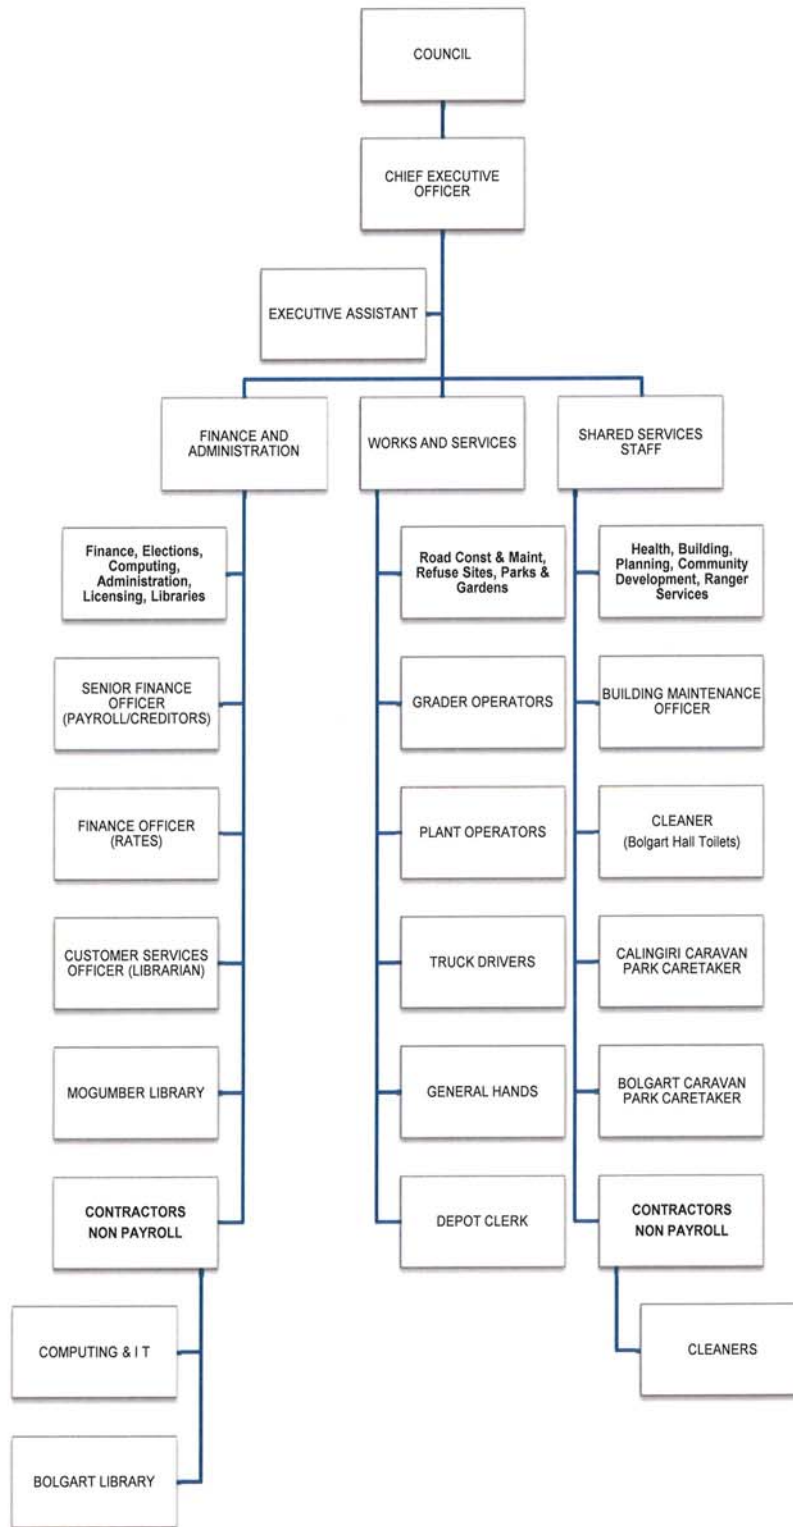 COUNCIL
CHIEF EXECUTIVE
OFFICER
EXECUTIVE ASSISTANT
FINANCE AND
ADMINISTRATION
WORKS AND SERVICES
SHARED SERVICES
STAFF
Finance, Elections,
Computing,
Administration,
Licensing, Libraries
Road Const & Maint,
Refuse Sites, Parks &
Gardens
Health, Building,
Planning, Community
Development, Ranger
Services
SENIOR FINANCE
OFFICER
(PAYROLL/CREDITORS)
GRADER OPERATORS
BUILDING MAINTENANCE
OFFICER
FINANCE OFFICER
(RATES)
PLANT OPERATORS
CLEANER
(Bolgart Hall Toilets)
CUSTOMER SERVICES
OFFICER (LIBRARIAN)
TRUCK DRIVERS
CALINGIRI CARAVAN
PARK CARETAKER
MOGUMBER LIBRARY
GENERAL HANDS
BOLGART CARAVAN
PARK CARETAKER
CONTRACTORS
NON PAYROLL
DEPOT CLERK
CONTRACTORS
NON PAYROLL
COMPUTING & I T
CLEANERS
BOLGART LIBRARY